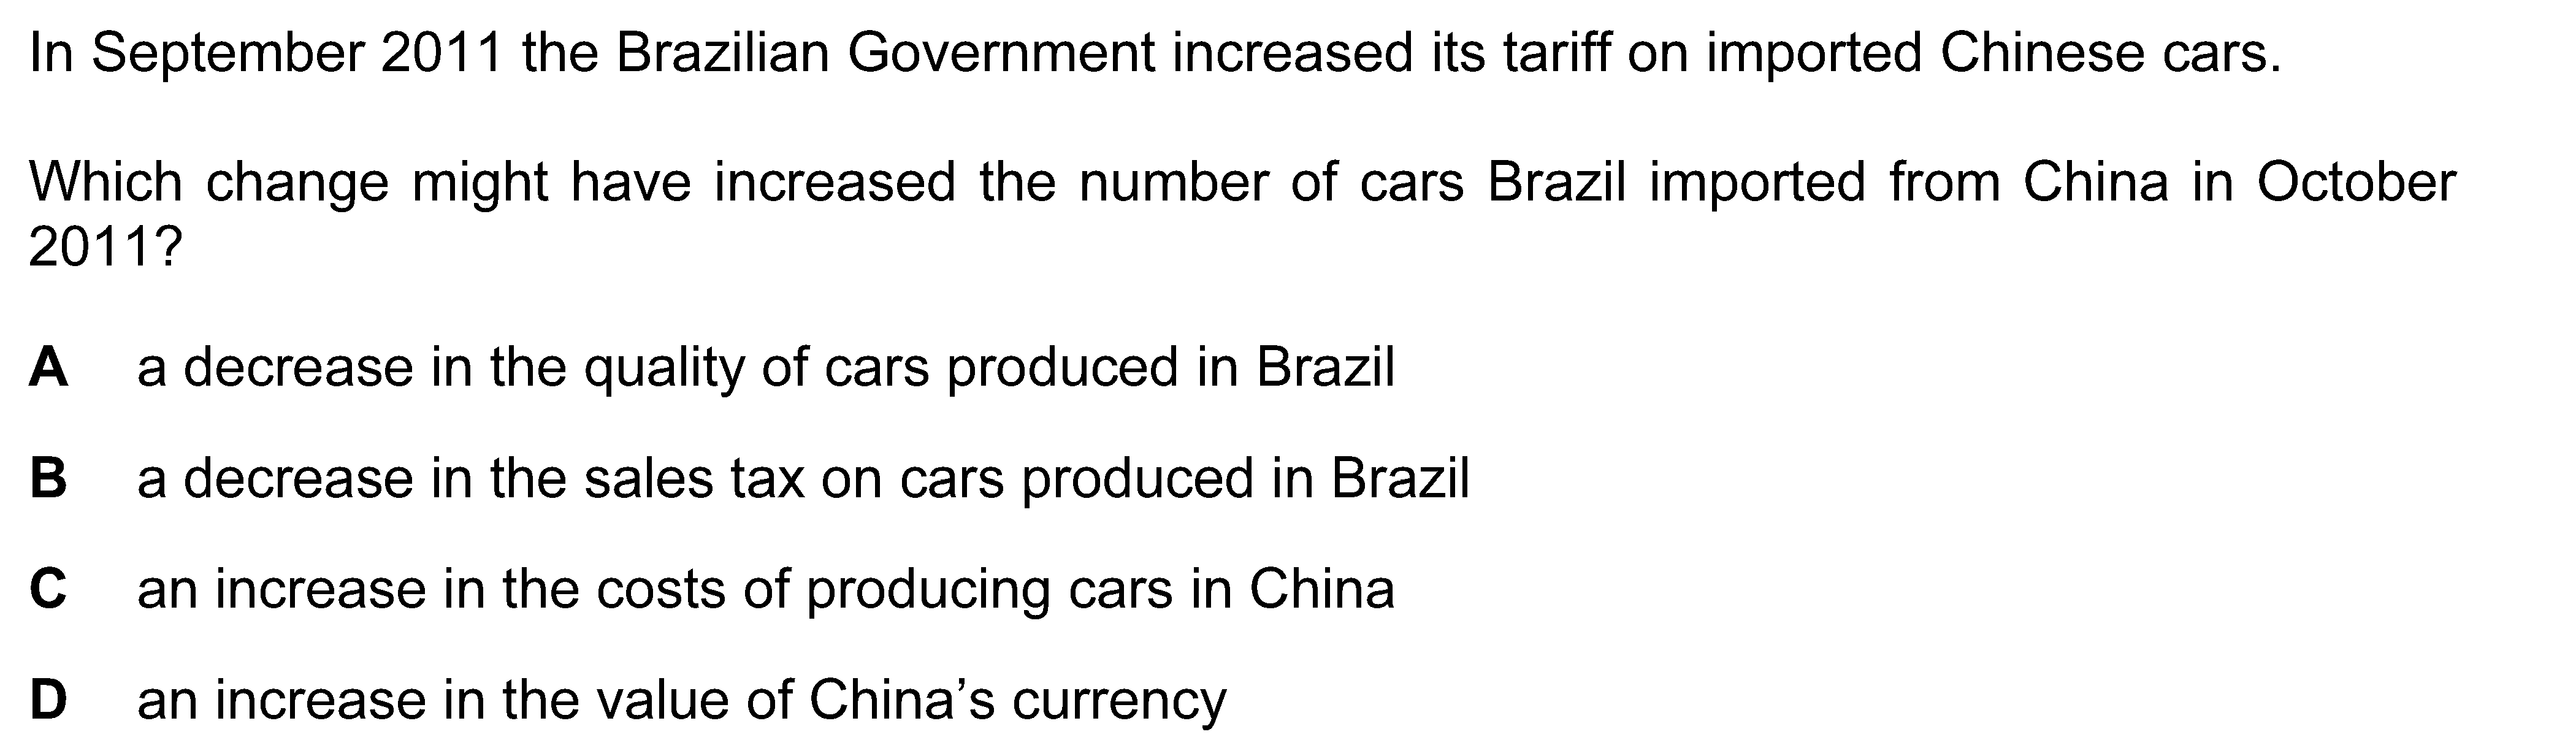 In September 2011 the Brazilian Government increased its tariff on imported Chinese cars.
Which change might have increased the number of cars Brazil imported from China in October
2011?
A a decrease in the quality of cars produced in Brazil
B a decrease in the sales tax on cars produced in Brazil
C an increase in the costs of producing cars in China
D an increase in the value of China’s currency